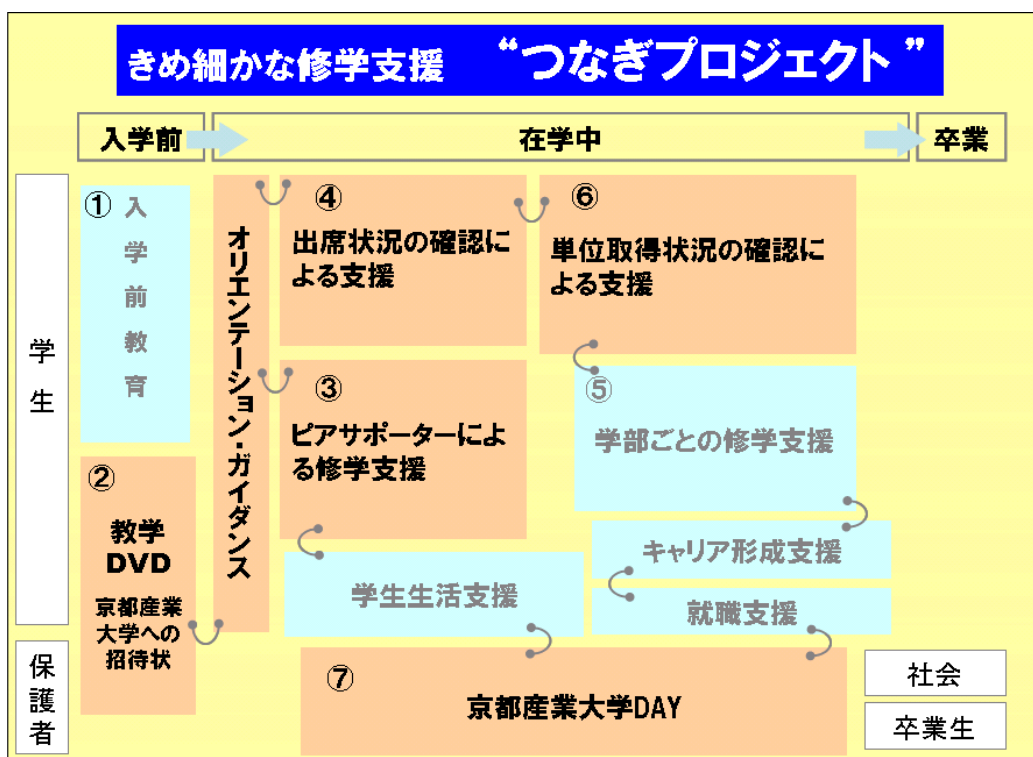 きめ細かな修学支援 “つなぎプロジェクト ”
入学前
在学中
卒業
学生
保護者
①
入学前教育
②
教学
DVD
京都産業
大学への
招待状
オリエンテーション・ガイダンス
④
出席状況の確認に
よる支援
③
ピアサポーターによ
る修学支援
学生生活支援
⑥
単位取得状況の確認に
よる支援
⑤
学部ごとの修学支援
キャリア形成支援
就職支援
⑦
京都産業大学DAY
社会
卒業生